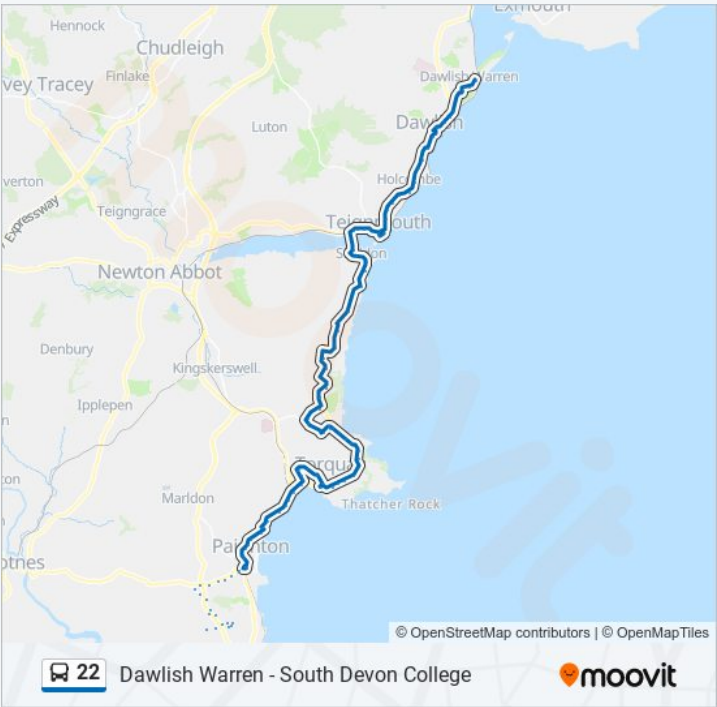 Exmouth
Hennock
Chudleigh
vey Tracey
Finlake
Dawlish Warren
Luton
Dawlish
verton
Holcombe
Expressway
Teigngrace
Teignmouth
Shaldon
Newton Abbot
Denbury
Kingskerswell
Ipplepen
Torquay
Marldon
Thatcher Rock
Paignton
otnes
© OpenStreetMap contributors | © OpenMapTiles
22 Dawlish Warren - South Devon College
moovit